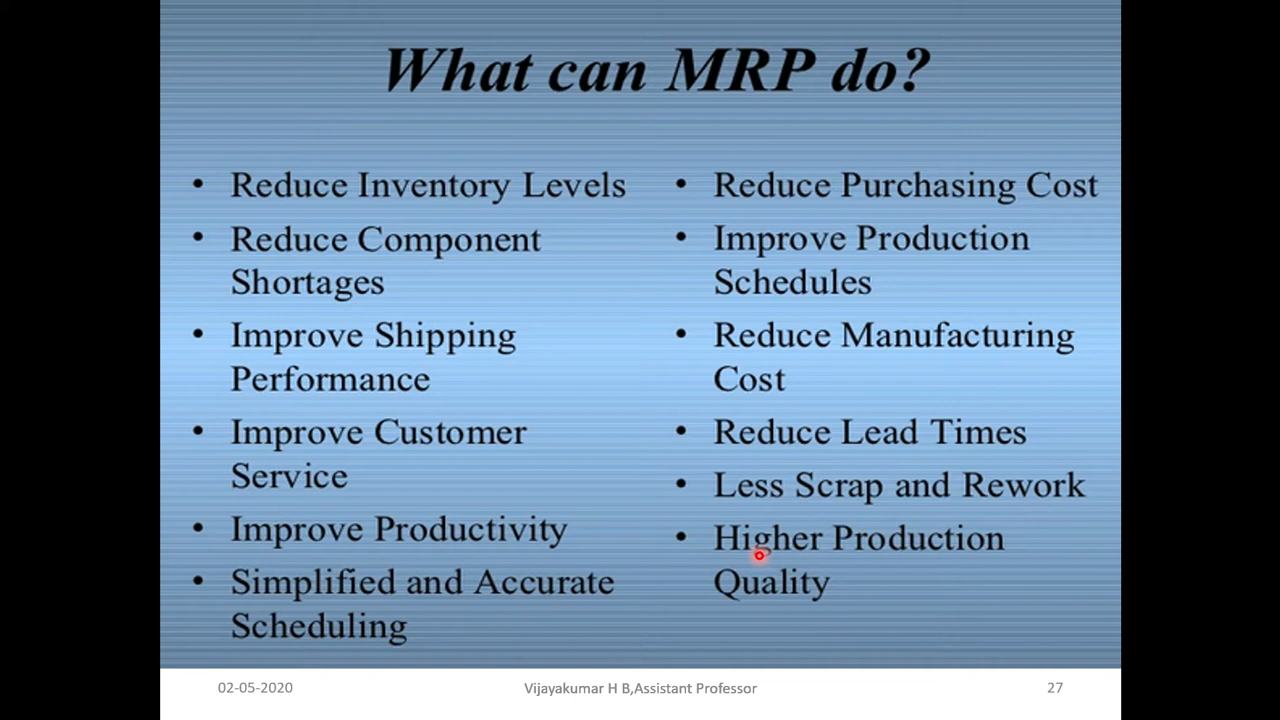 What can MRP do?
• Reduce Inventory Levels
• Reduce Component
Shortages
• Improve Shipping
Performance
• Improve Customer
Service
• Improve Productivity
• Simplified and Accurate
Scheduling
• Reduce Purchasing Cost
• Improve Production
Schedules
• Reduce Manufacturing
Cost
• Reduce Lead Times
• Less Scrap and Rework
• Higher Production
Quality
02-05-2020
Vijayakumar H B,Assistant Professor
27